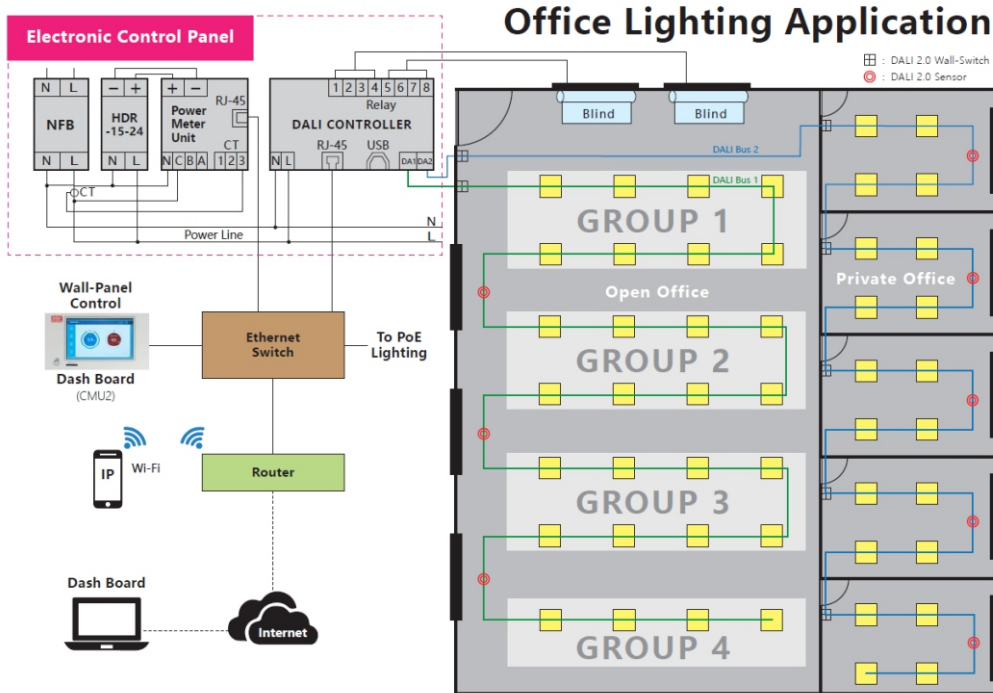 Office Lighting Application
Electronic Control Panel
: DALI 2.0 Wall-Switch
: DALI 2.0 Sensor
N L
NFB
N L
− +
HDR
-15-24
+ −
RJ-45
Power
Meter
Unit
CT
N C B A 1 2 3
1 2 3 4 5 6 7 8
Relay
DALI CONTROLLER
N L
RJ-45
USB
DA1 DA2
CT
N
Power Line
L
Blind
Blind
DALI Bus 2
DALI Bus 1
GROUP 1
Open Office
Private Office
GROUP 2
GROUP 3
GROUP 4
Wall-Panel
Control
Dash Board
(CMU2)
Ethernet
Switch
To PoE
Lighting
IP
Wi-Fi
Router
Dash Board
Internet